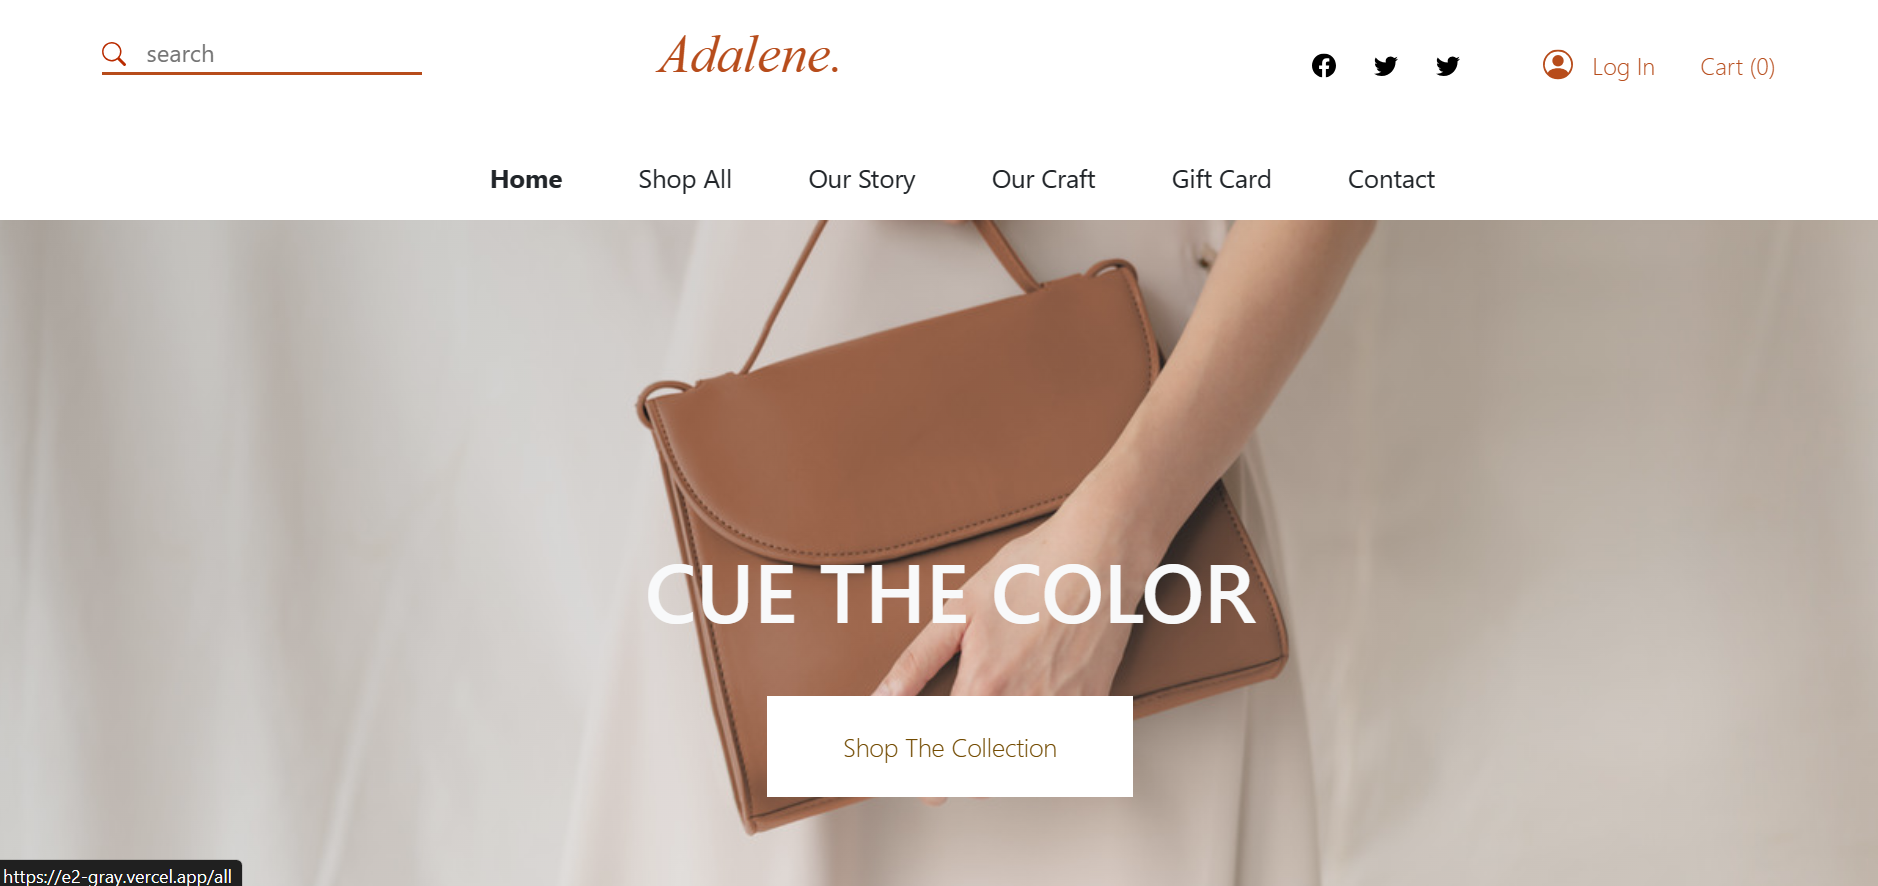 search
Adalene.
Log In
Cart (0)
Home
Shop All
Our Story
Our Craft
Gift Card
Contact
CUE THE COLOR
Shop The Collection
https://e2-gray.vercel.app/all